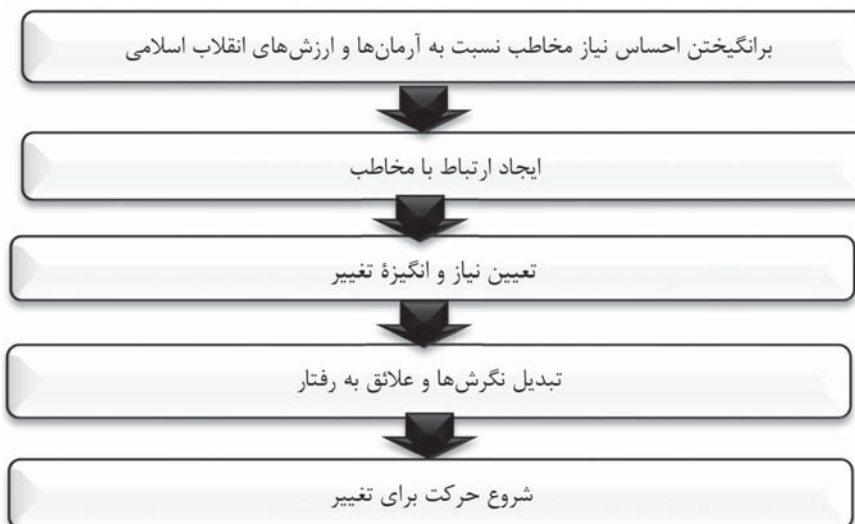 برانگیختن احساس نیاز مخاطب نسبت به آرمان‌ها و ارزش‌های انقلاب اسلامی
ایجاد ارتباط با مخاطب
تعیین نیاز و انگیزۀ تغییر
تبدیل نگرش‌ها و علائق به رفتار
شروع حرکت برای تغییر